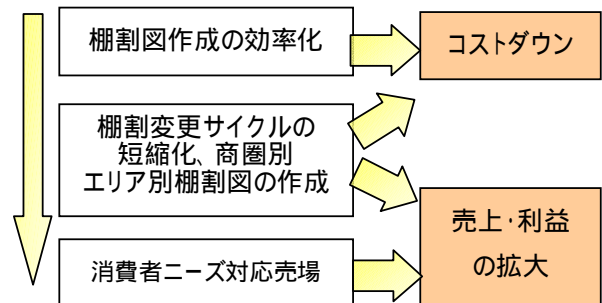 棚割図作成の効率化
コストダウン
棚割変更サイクルの
短縮化、商圏別
エリア別棚割図の作成
売上・利益
の拡大
消費者ニーズ対応売場